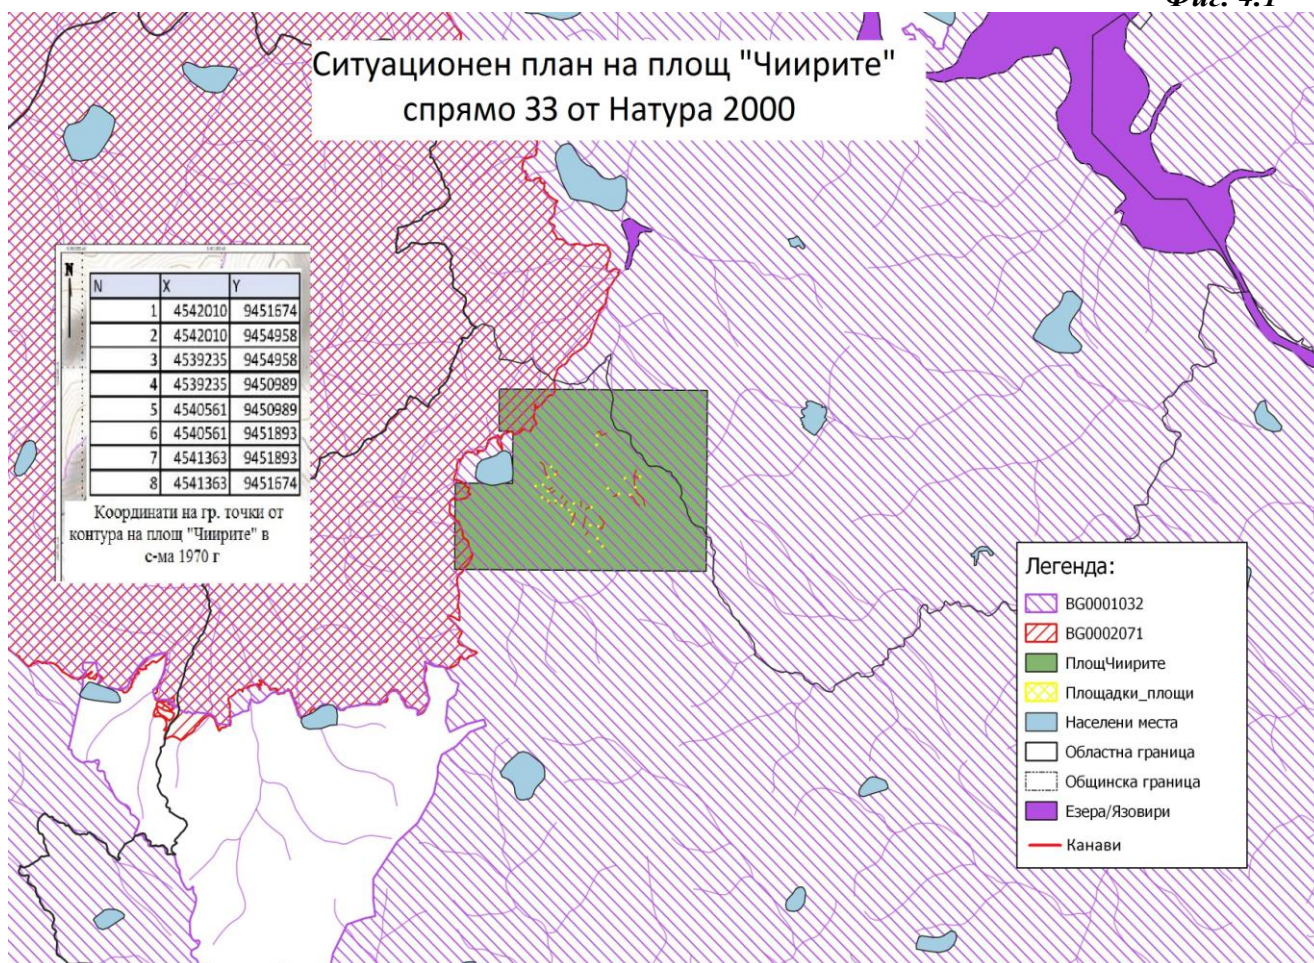 Фиг. 4.1
Ситуационен план на площ "Чиирите"
спрямо ЗЗ от Натура 2000
N
N X Y
1 4542010 9451674
2 4542010 9454958
3 4539235 9454958
4 4539235 9450989
5 4540561 9450989
6 4540561 9451893
7 4541363 9451893
8 4541363 9451674
Координати на гр. точки от
контура на площ "Чиирите" в
с-ма 1970 г
Легенда:
BG0001032
BG0002071
ПлощЧиирите
Площадки_площи
Населени места
Областна граница
Общинска граница
Езера/Язовири
Канави